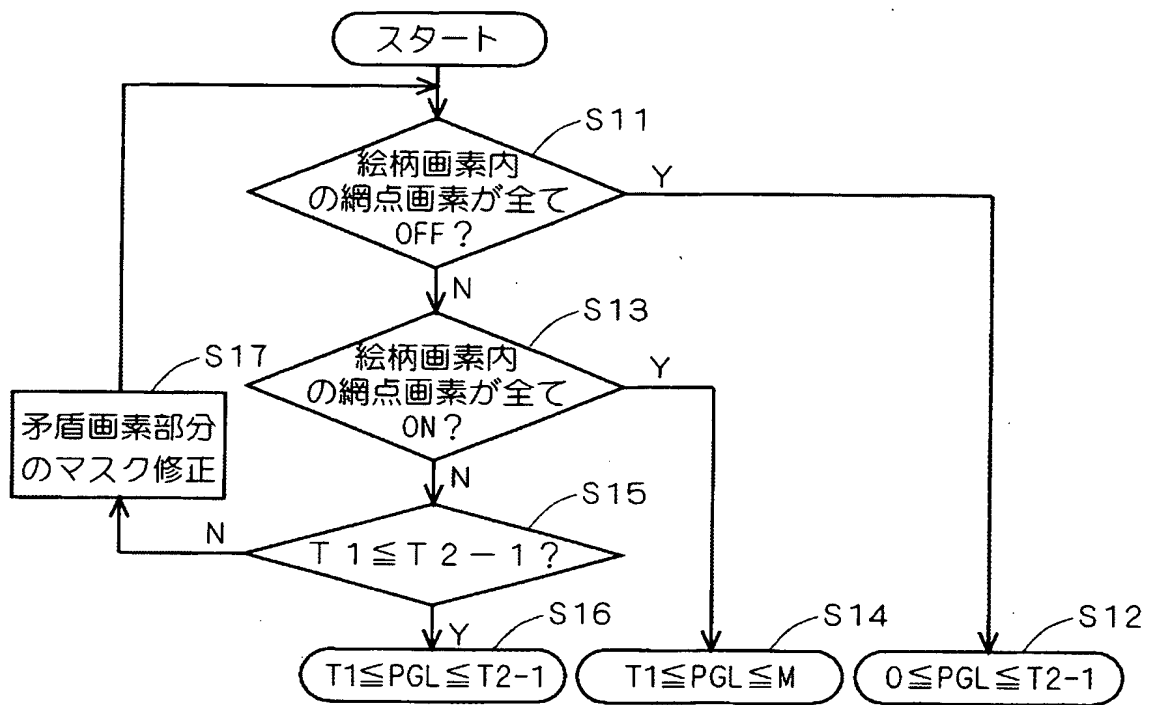 スタート
S11
絵柄画素内
の網点画素が全て
OFF?
Y
N
S13
絵柄画素内
の網点画素が全て
ON?
Y
N
S17
矛盾画素部分
のマスク修正
S15
T1≦T2-1?
N
Y
S16
T1≦PGL≦T2-1
S14
T1≦PGL≦M
S12
0≦PGL≦T2-1